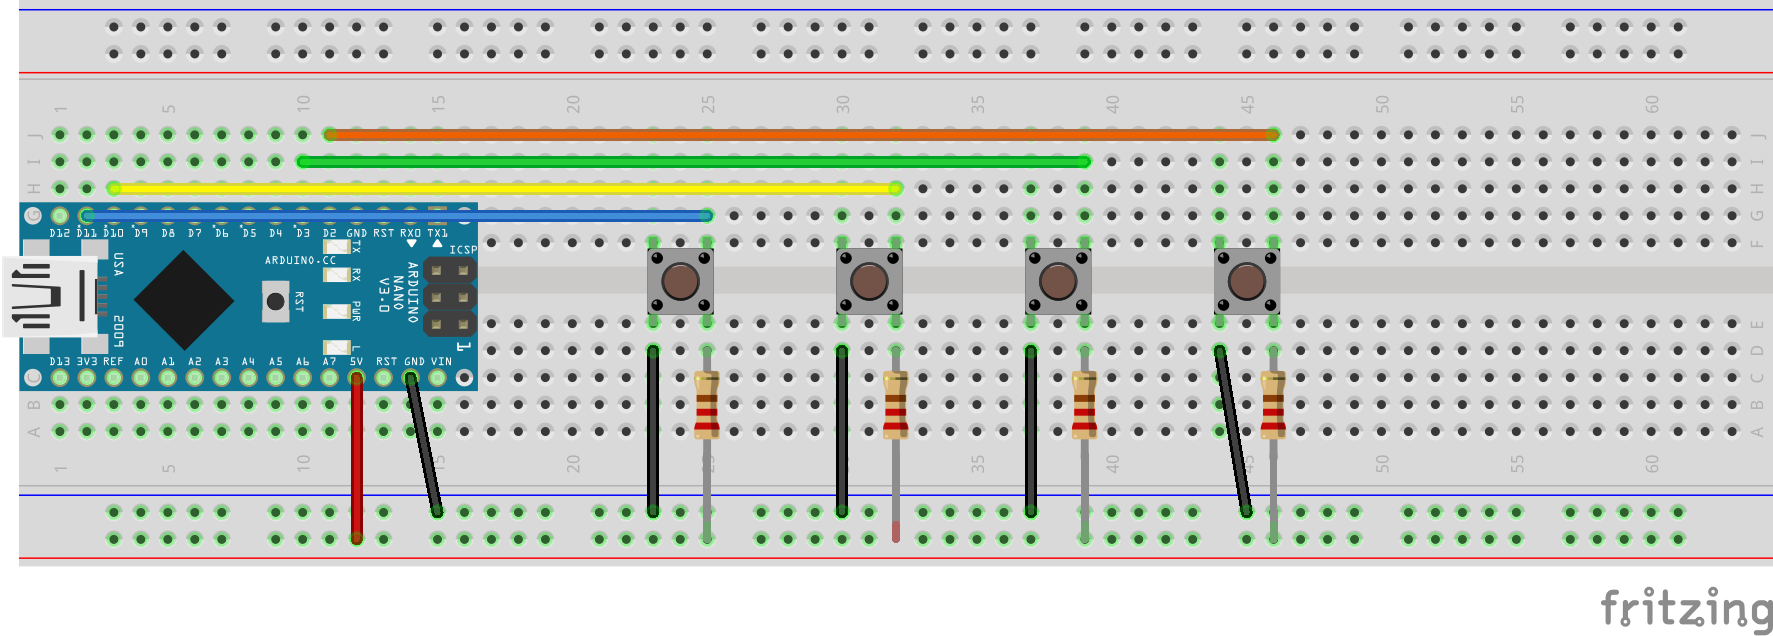 1 5 10 15 20 25 30 35 40 45 50 55 60
J J
I I
H H
G G
D12 *D11 *D10 *D9 D8 D7 *D6 *D5 D4 *D3 D2 GND RST RX0 TX1
F
ICSP
USA
ARDUINO.CC
TX
RX
RST
PWR
L
ARDUINO
NANO
V3.0
2009
1
E
D13 3V3 REF A0 A1 A2 A3 A4 A5 A6 A7 5V RST GND VIN
D
C C
B B
A A
1 5 10 15 20 25 30 35 40 45 50 55 60
fritzing